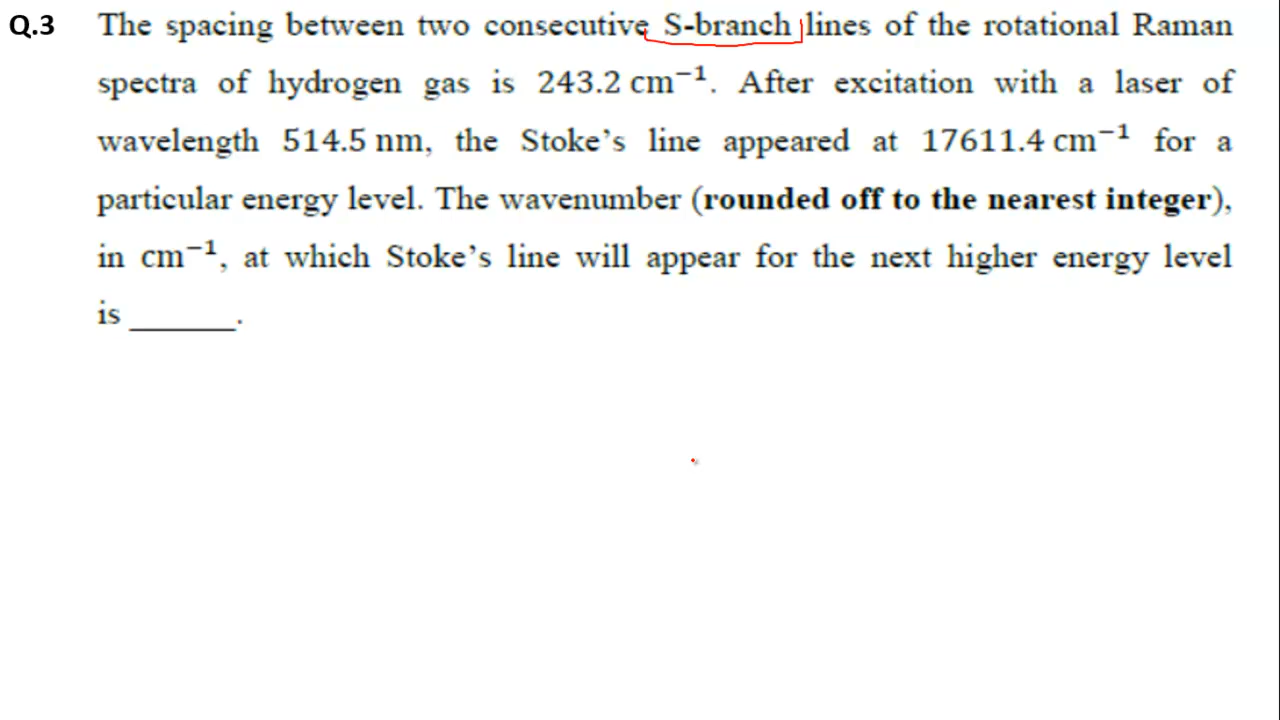 Q.3 The spacing between two consecutive S-branch lines of the rotational Raman
spectra of hydrogen gas is 243.2 cm⁻¹. After excitation with a laser of
wavelength 514.5 nm, the Stoke’s line appeared at 17611.4 cm⁻¹ for a
particular energy level. The wavenumber (rounded off to the nearest integer),
in cm⁻¹, at which Stoke’s line will appear for the next higher energy level
is ______.